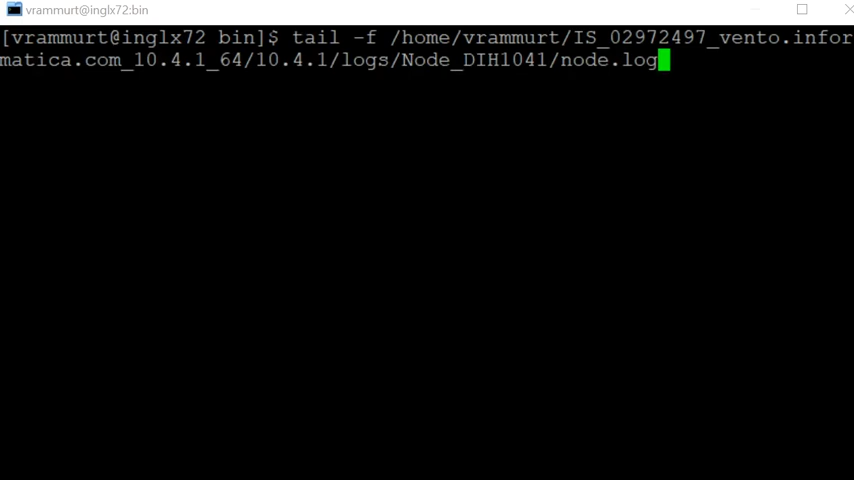 vrammurt@inglx72:bin
[vrammurt@inglx72 bin]$ tail -f /home/vrammurt/IS_02972497_vento.infor
matica.com_10.4.1_64/10.4.1/logs/Node_DIH1041/node.log